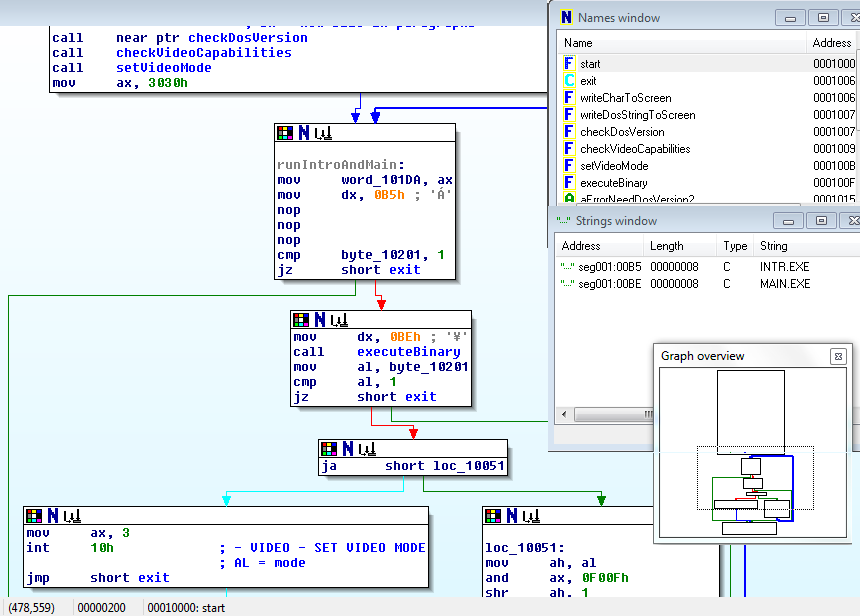 call near ptr checkDosVersion
call checkVideoCapabilities
call setVideoMode
mov ax, 3030h
runIntroAndMain:
mov word_101DA, ax
mov dx, 0B5h ; 'Á'
nop
nop
nop
cmp byte_10201, 1
jz short exit
mov dx, 0BEh ; '¥'
call executeBinary
mov al, byte_10201
cmp al, 1
jz short exit
ja short loc_10051
mov ax, 3
int 10h ; - VIDEO - SET VIDEO MODE
; AL = mode
jmp short exit
loc_10051:
mov ah, al
and ax, 0F00Fh
shr ah, 1
Names window
Name Address
F start 0001000
C exit 0001006
F writeCharToScreen 0001006
F writeDosStringToScreen 0001007
F checkDosVersion 0001007
F checkVideoCapabilities 0001009
F setVideoMode 000100B
F executeBinary 000100F
A aErrorNeedDosVersion2 0001015
Strings window
Address Length Type String
seg001:00B5 00000008 C INTR.EXE
seg001:00BE 00000008 C MAIN.EXE
Graph overview
(478,559) 00000200 00010000: start